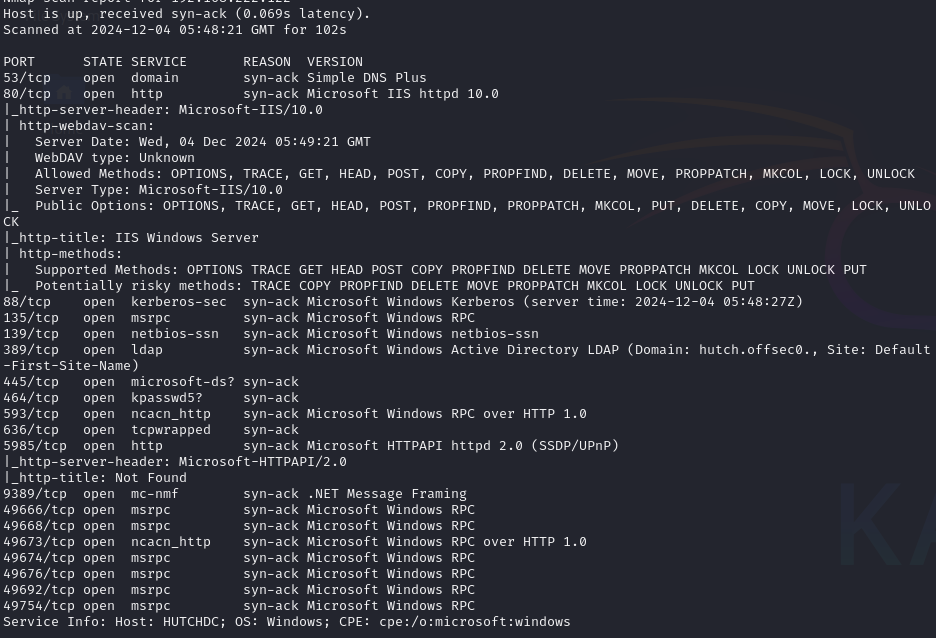 Nmap scan report for 192.168.222.122
Host is up, received syn-ack (0.069s latency).
Scanned at 2024-12-04 05:48:21 GMT for 102s
PORT      STATE SERVICE       REASON  VERSION
53/tcp    open  domain        syn-ack Simple DNS Plus
80/tcp    open  http          syn-ack Microsoft IIS httpd 10.0
|_http-server-header: Microsoft-IIS/10.0
| http-webdav-scan:
|   Server Date: Wed, 04 Dec 2024 05:49:21 GMT
|   WebDAV type: Unknown
|   Allowed Methods: OPTIONS, TRACE, GET, HEAD, POST, COPY, PROPFIND, DELETE, MOVE, PROPPATCH, MKCOL, LOCK, UNLOCK
|   Server Type: Microsoft-IIS/10.0
|_  Public Options: OPTIONS, TRACE, GET, HEAD, POST, PROPFIND, PROPPATCH, MKCOL, PUT, DELETE, COPY, MOVE, LOCK, UNLO
CK
|_http-title: IIS Windows Server
| http-methods:
|   Supported Methods: OPTIONS TRACE GET HEAD POST COPY PROPFIND DELETE MOVE PROPPATCH MKCOL LOCK UNLOCK PUT
|_  Potentially risky methods: TRACE COPY PROPFIND DELETE MOVE PROPPATCH MKCOL LOCK UNLOCK PUT
88/tcp    open  kerberos-sec  syn-ack Microsoft Windows Kerberos (server time: 2024-12-04 05:48:27Z)
135/tcp   open  msrpc         syn-ack Microsoft Windows RPC
139/tcp   open  netbios-ssn   syn-ack Microsoft Windows netbios-ssn
389/tcp   open  ldap          syn-ack Microsoft Windows Active Directory LDAP (Domain: hutch.offsec0., Site: Default
-First-Site-Name)
445/tcp   open  microsoft-ds? syn-ack
464/tcp   open  kpasswd5?     syn-ack
593/tcp   open  ncacn_http    syn-ack Microsoft Windows RPC over HTTP 1.0
636/tcp   open  tcpwrapped    syn-ack
5985/tcp  open  http          syn-ack Microsoft HTTPAPI httpd 2.0 (SSDP/UPnP)
|_http-server-header: Microsoft-HTTPAPI/2.0
|_http-title: Not Found
9389/tcp  open  mc-nmf        syn-ack .NET Message Framing
49666/tcp open  msrpc         syn-ack Microsoft Windows RPC
49668/tcp open  msrpc         syn-ack Microsoft Windows RPC
49673/tcp open  ncacn_http    syn-ack Microsoft Windows RPC over HTTP 1.0
49674/tcp open  msrpc         syn-ack Microsoft Windows RPC
49676/tcp open  msrpc         syn-ack Microsoft Windows RPC
49692/tcp open  msrpc         syn-ack Microsoft Windows RPC
49754/tcp open  msrpc         syn-ack Microsoft Windows RPC
Service Info: Host: HUTCHDC; OS: Windows; CPE: cpe:/o:microsoft:windows